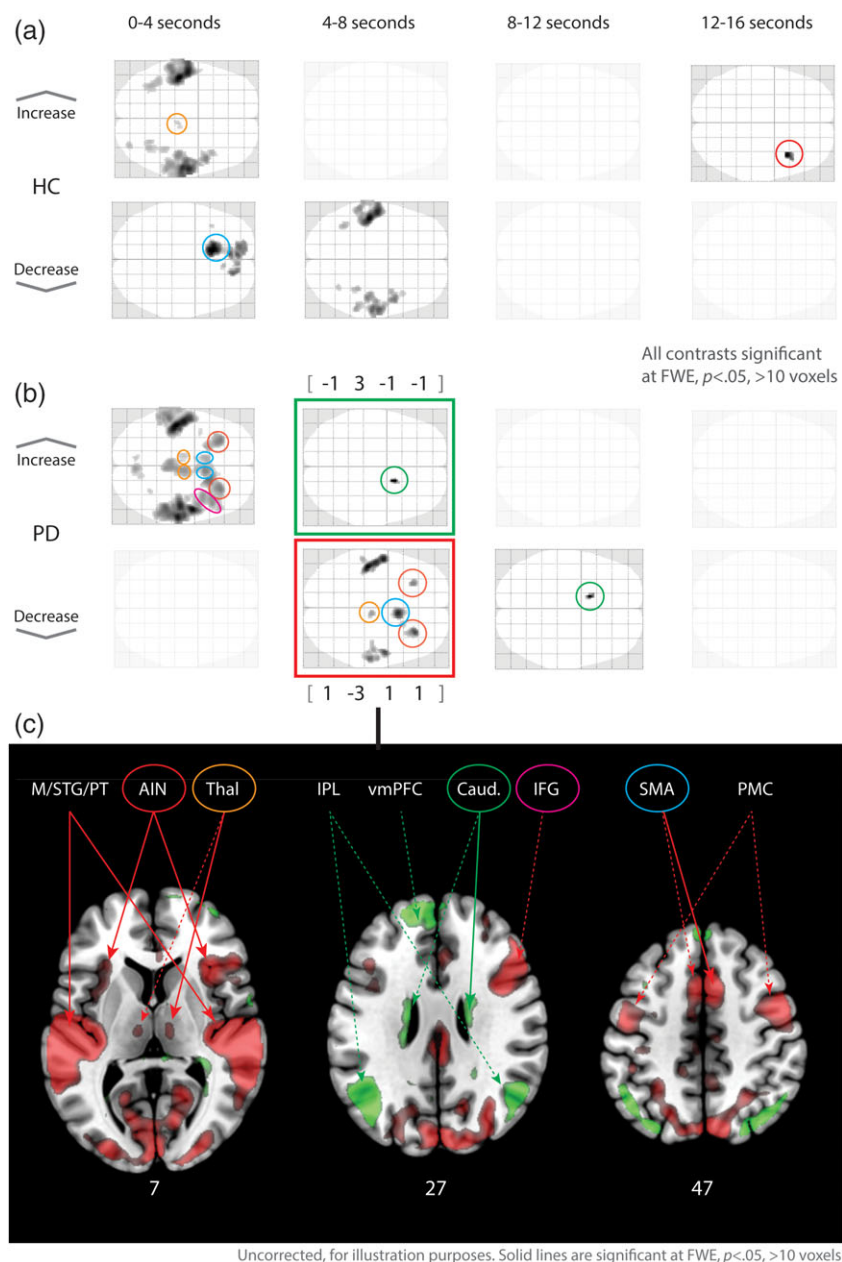 (a)
0-4 seconds 4-8 seconds 8-12 seconds 12-16 seconds
Increase
HC
Decrease
All contrasts significant
at FWE, p<.05, >10 voxels
(b)
[ -1 3 -1 -1 ]
Increase
PD
Decrease
[ 1 -3 1 1 ]
(c)
M/STG/PT AIN Thal IPL vmPFC Caud. IFG SMA PMC
7 27 47
Uncorrected, for illustration purposes. Solid lines are significant at FWE, p<.05, >10 voxels